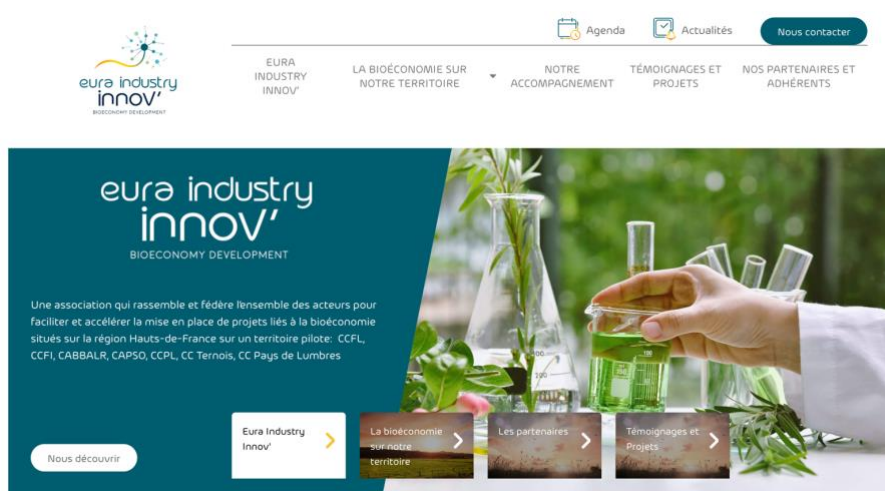 Agenda
Actualités
Nous contacter
eura industry
innov'
BIOECONOMY DEVELOPMENT
EURA
INDUSTRY
INNOV'
LA BIOÉCONOMIE SUR
NOTRE TERRITOIRE
NOTRE
ACCOMPAGNEMENT
TÉMOIGNAGES ET
PROJETS
NOS PARTENAIRES ET
ADHÉRENTS
eura industry
innov'
BIOECONOMY DEVELOPMENT
Une association qui rassemble et fédère l'ensemble des acteurs pour
faciliter et accélérer la mise en place de projets liés à la bioéconomie
situés sur la région Hauts-de-France sur un territoire pilote: CCFL,
CCFI, CABBALR, CAPSO, CCPL, CC Ternois, CC Pays de Lumbres
Eura Industry
Innov'
La bioéconomie
sur notre
territoire
Les partenaires
Témoignages et
Projets
Nous découvrir